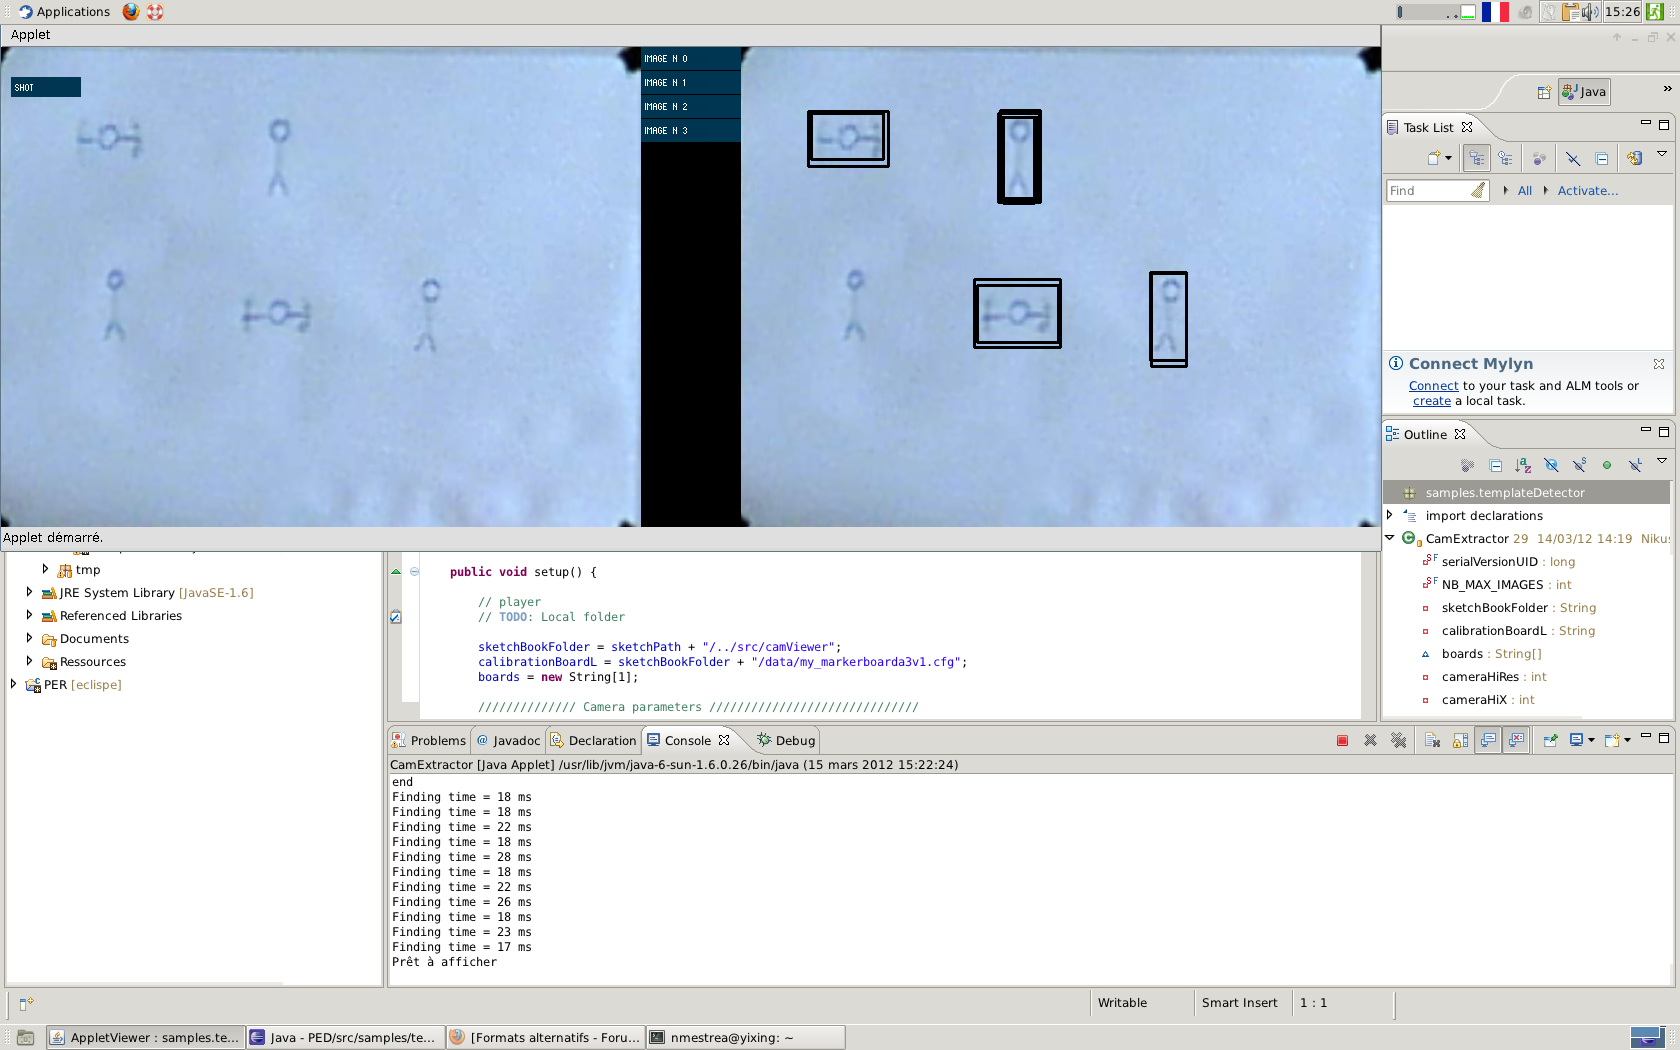 Applications
15:26
Applet
SHOT
IMAGE N 0
IMAGE N 1
IMAGE N 2
IMAGE N 3
Applet démarré.
Java
Task List
Find
All
Activate...
Connect Mylyn
Connect to your task and ALM tools or
create a local task.
Outline
samples.templateDetector
import declarations
CamExtractor 29 14/03/12 14:19 Nikus
serialVersionUID : long
NB_MAX_IMAGES : int
sketchBookFolder : String
calibrationBoardL : String
boards : String[]
cameraHiRes : int
cameraHiX : int
tmp
JRE System Library [JavaSE-1.6]
Referenced Libraries
Documents
Ressources
PER [eclispe]
public void setup() {
// player
// TODO: Local folder
sketchBookFolder = sketchPath + "/../src/camViewer";
calibrationBoardL = sketchBookFolder + "/data/my_markerboarda3v1.cfg";
boards = new String[1];
////////////// Camera parameters //////////////////////////////
Problems
@ Javadoc
Declaration
Console
Debug
CamExtractor [Java Applet] /usr/lib/jvm/java-6-sun-1.6.0.26/bin/java (15 mars 2012 15:22:24)
end
Finding time = 18 ms
Finding time = 18 ms
Finding time = 22 ms
Finding time = 18 ms
Finding time = 28 ms
Finding time = 18 ms
Finding time = 22 ms
Finding time = 26 ms
Finding time = 18 ms
Finding time = 23 ms
Finding time = 17 ms
Prêt à afficher
Writable
Smart Insert
1 : 1
AppletViewer : samples.te...
Java - PED/src/samples/te...
[Formats alternatifs - Foru...
nmestrea@yixing: ~